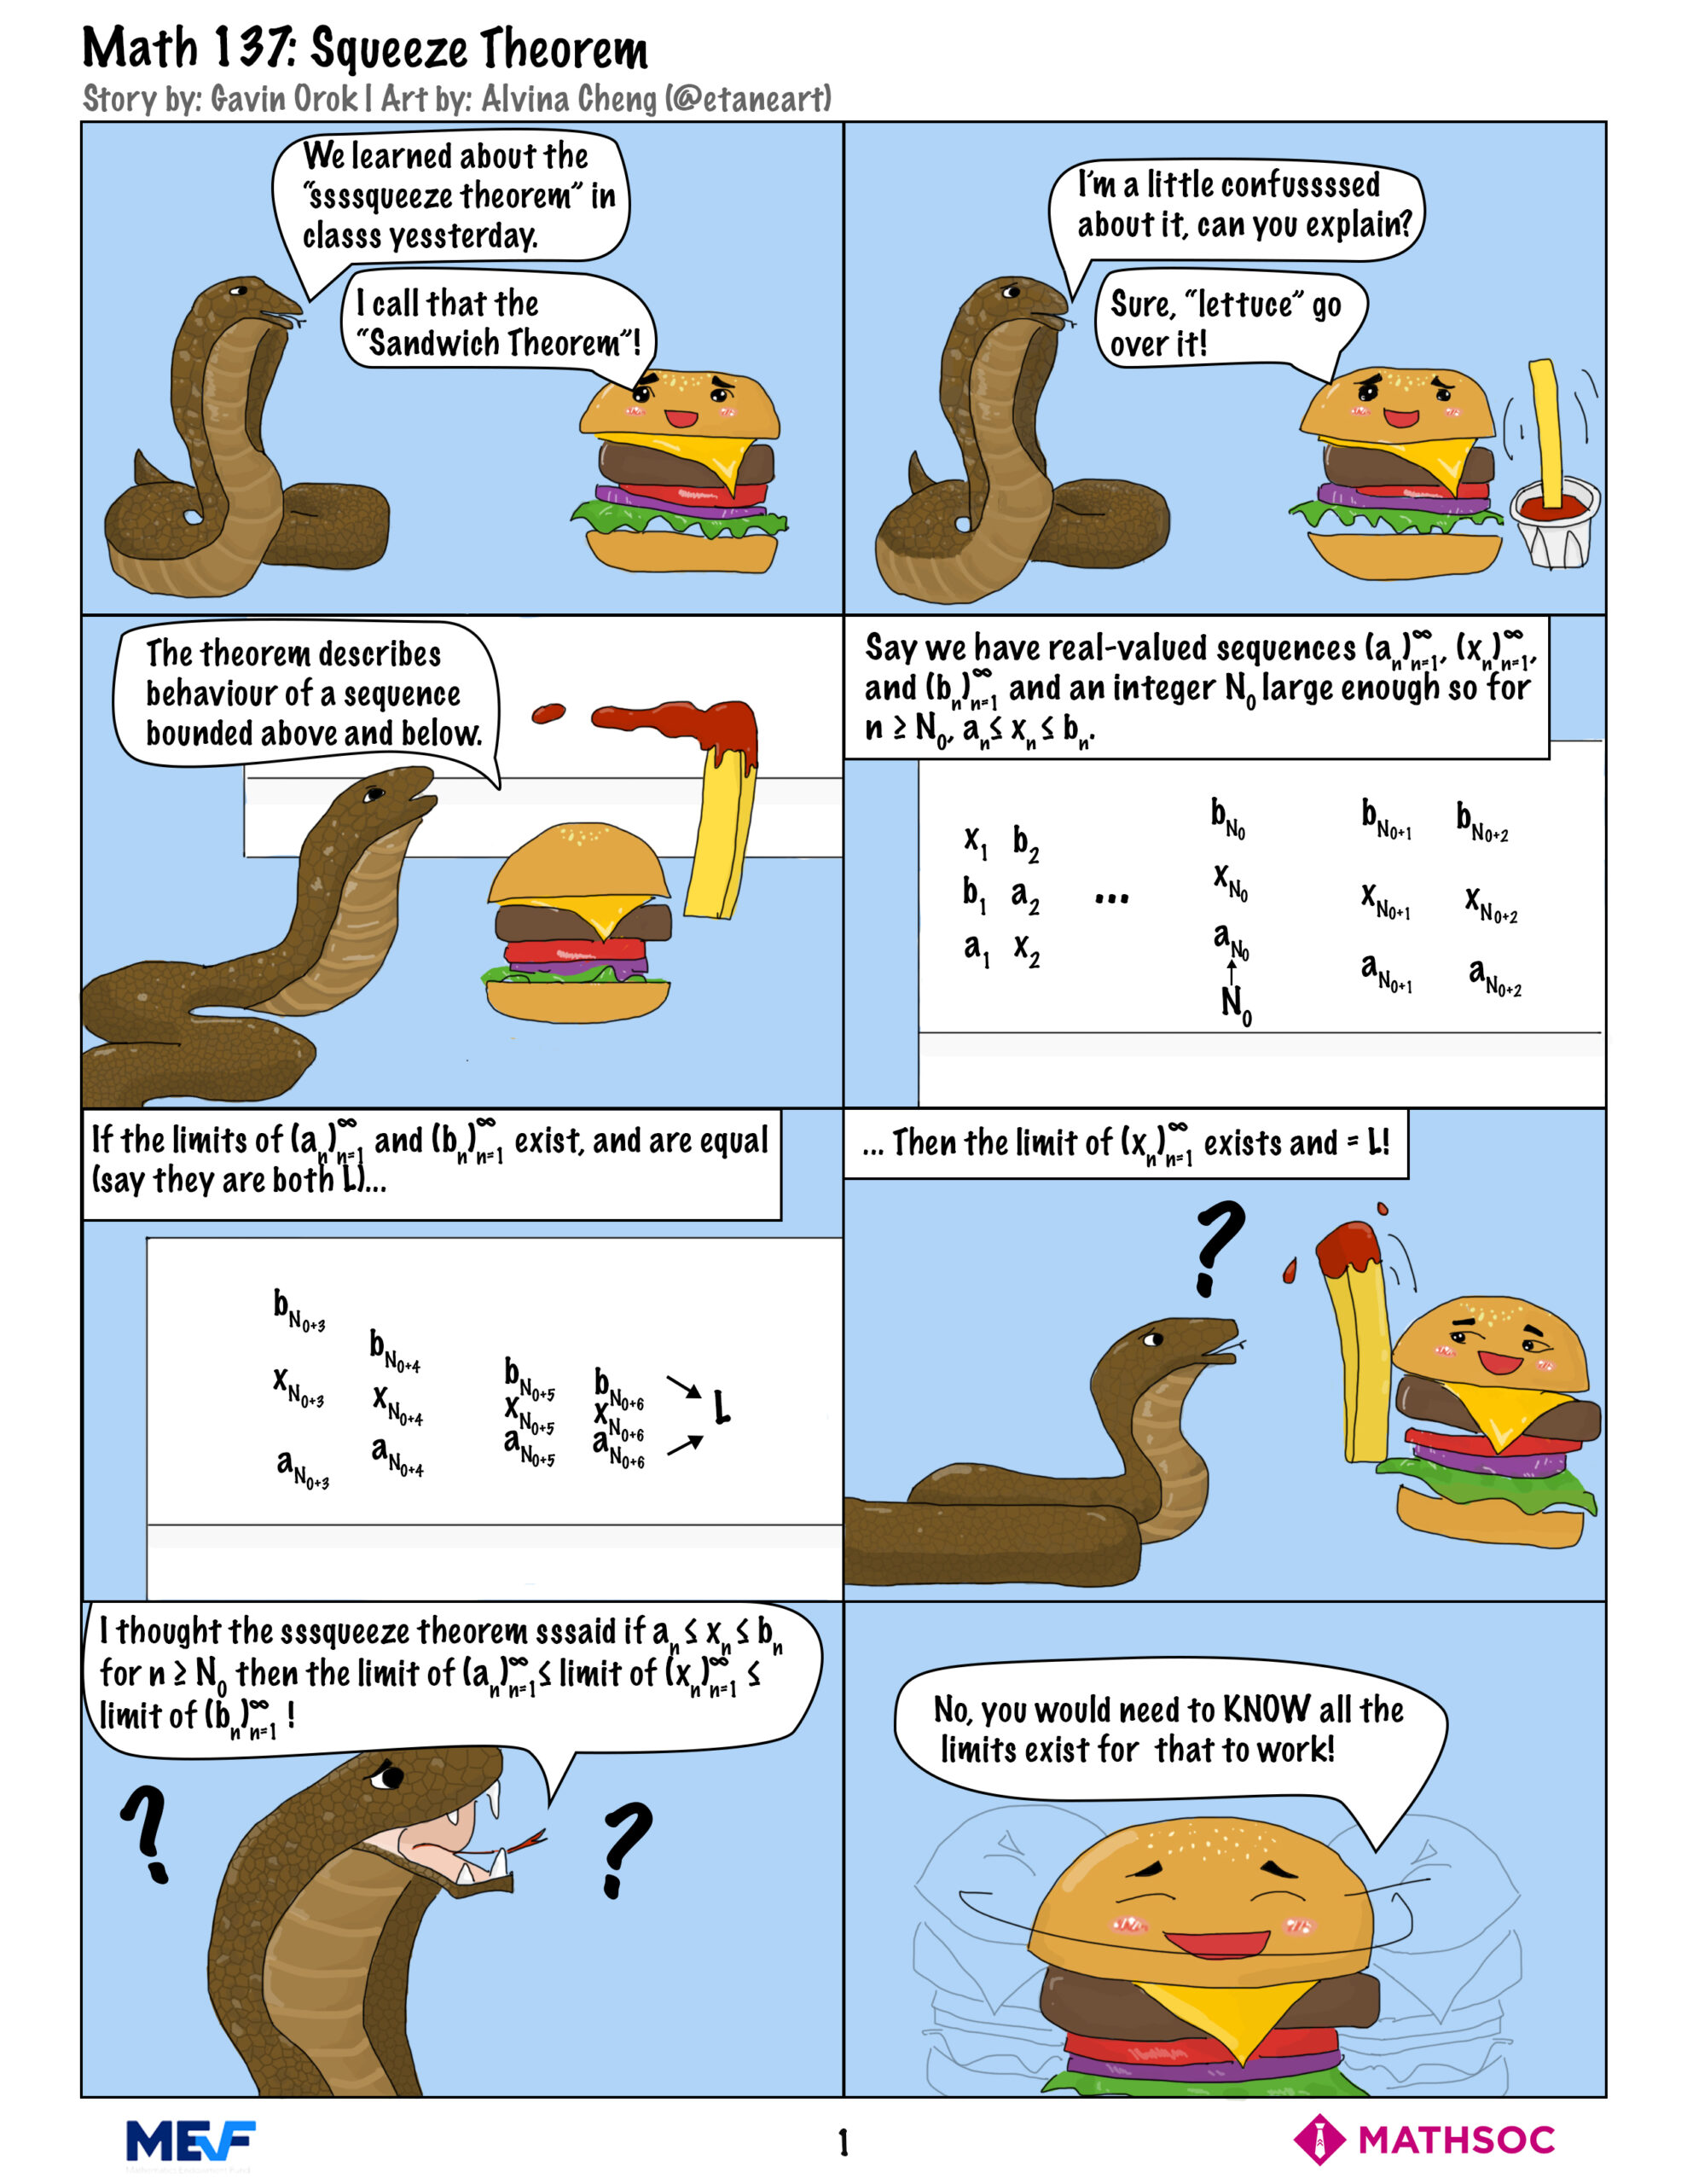 Math 137: Squeeze Theorem
Story by: Gavin Orok | Art by: Alvina Cheng (@etaneart)
We learned about the
“ssssqueeze theorem” in
classs yessterday.
I call that the
“Sandwich Theorem”!
I’m a little confussssed
about it, can you explain?
Sure, “lettuce” go
over it!
The theorem describes
behaviour of a sequence
bounded above and below.
Say we have real-valued sequences (aₙ)ₙ₌₁^∞, (xₙ)ₙ₌₁^∞,
and (bₙ)ₙ₌₁^∞ and an integer N₀ large enough so for
n ≥ N₀, aₙ ≤ xₙ ≤ bₙ.
x₁ b₂ b_N₀ b_N₀+1 b_N₀+2
b₁ a₂ ... x_N₀ x_N₀+1 x_N₀+2
a₁ x₂ a_N₀ a_N₀+1 a_N₀+2
↑
N₀
If the limits of (aₙ)ₙ₌₁^∞ and (bₙ)ₙ₌₁^∞ exist, and are equal
(say they are both L)...
b_N₀+3 b_N₀+4 b_N₀+5 b_N₀+6
x_N₀+3 x_N₀+4 x_N₀+5 x_N₀+6 L
a_N₀+3 a_N₀+4 a_N₀+5 a_N₀+6
... Then the limit of (xₙ)ₙ₌₁^∞ exists and = L!
?
I thought the sssqueeze theorem sssaid if aₙ ≤ xₙ ≤ bₙ
for n ≥ N₀ then the limit of (aₙ)ₙ₌₁^∞ ≤ limit of (xₙ)ₙ₌₁^∞ ≤
limit of (bₙ)ₙ₌₁^∞ !
? ?
No, you would need to KNOW all the
limits exist for that to work!
MEF
1
MATHSOC